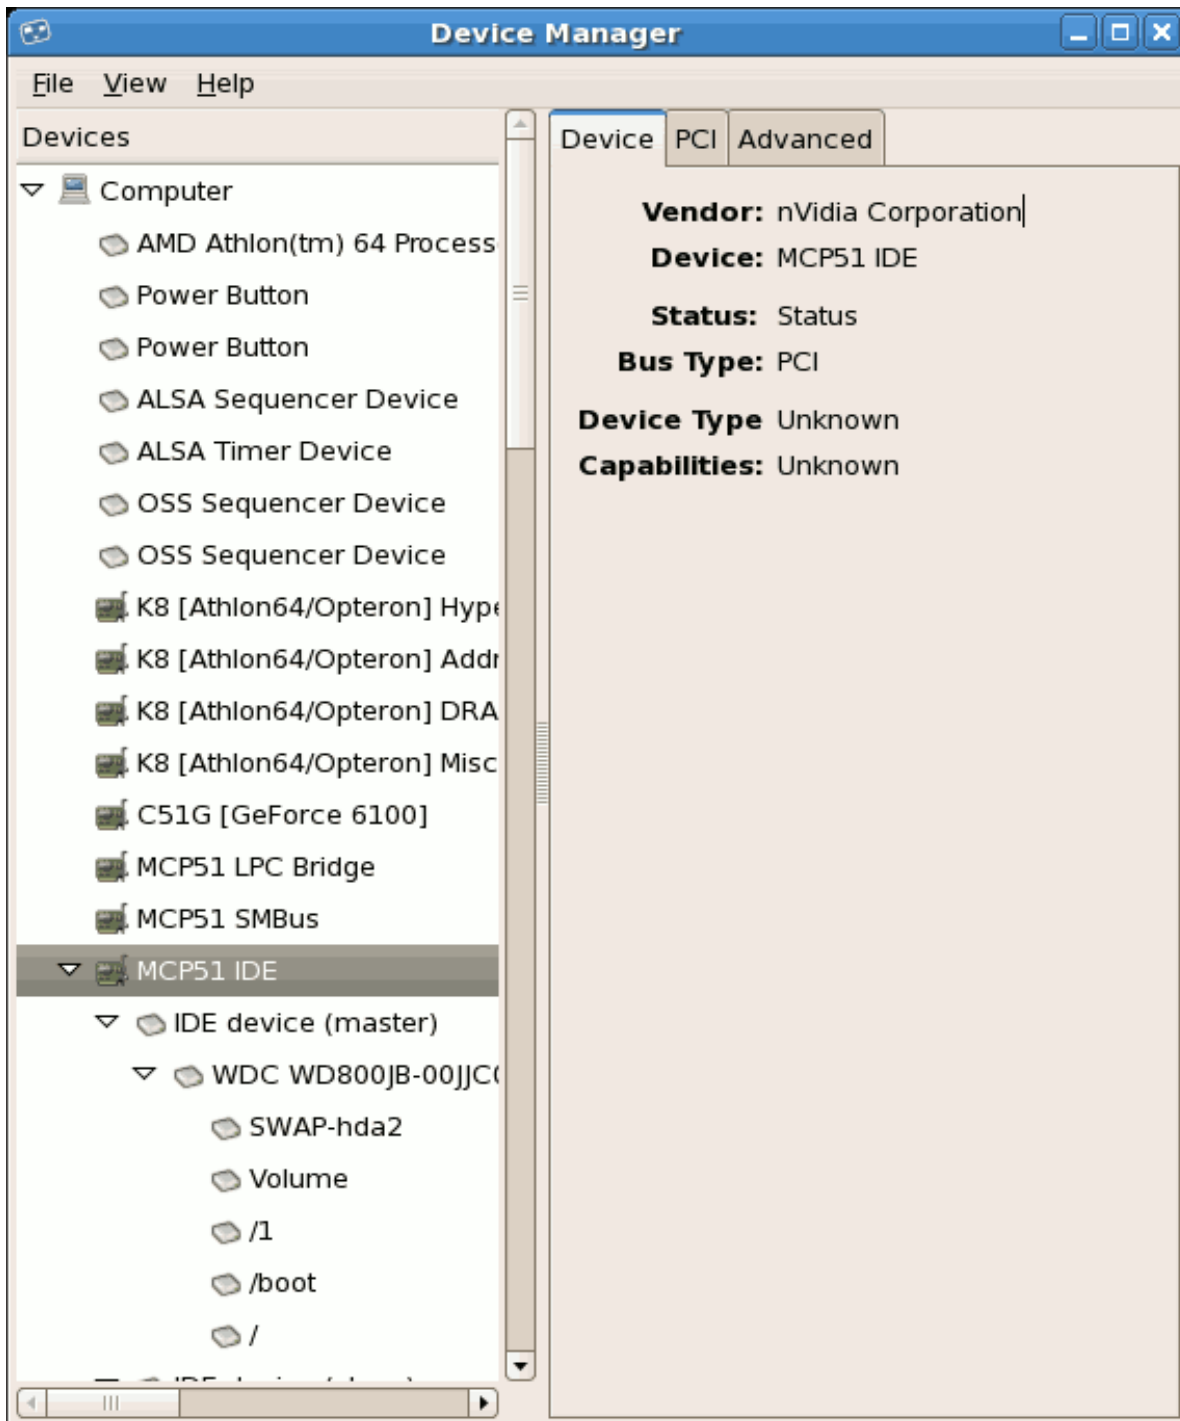 Device Manager
File View Help
Devices
Computer
AMD Athlon(tm) 64 Process
Power Button
Power Button
ALSA Sequencer Device
ALSA Timer Device
OSS Sequencer Device
OSS Sequencer Device
K8 [Athlon64/Opteron] Hype
K8 [Athlon64/Opteron] Addr
K8 [Athlon64/Opteron] DRA
K8 [Athlon64/Opteron] Misc
C51G [GeForce 6100]
MCP51 LPC Bridge
MCP51 SMBus
MCP51 IDE
IDE device (master)
WDC WD800JB-00JJC0
SWAP-hda2
Volume
/1
/boot
/
Device PCI Advanced
Vendor: nVidia Corporation
Device: MCP51 IDE
Status: Status
Bus Type: PCI
Device Type Unknown
Capabilities: Unknown